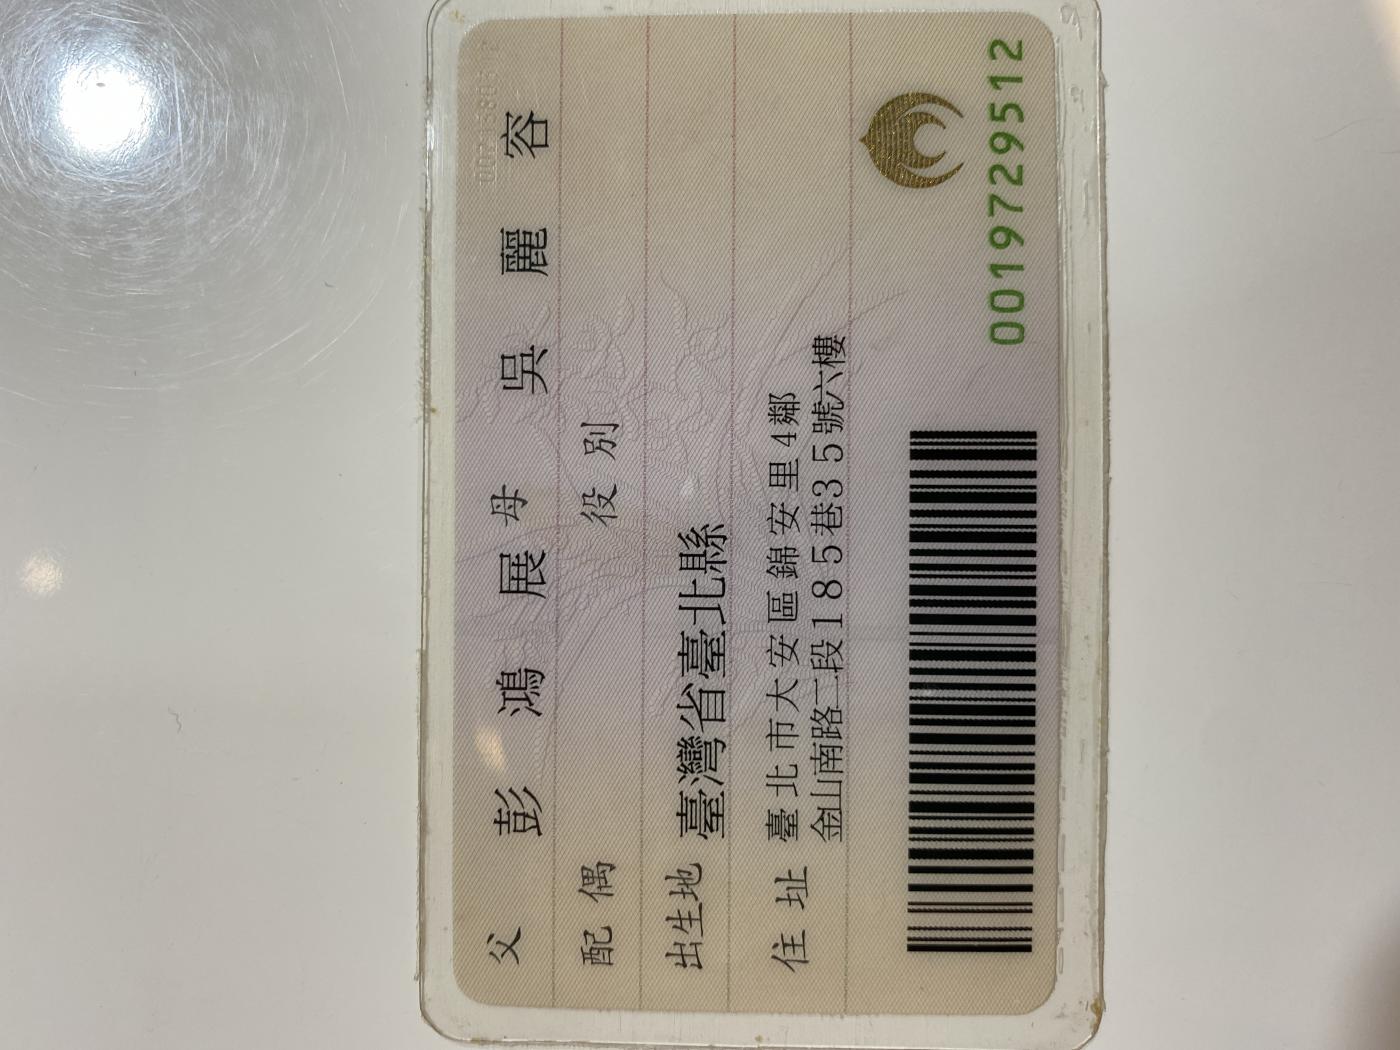 父 彭鴻展 母 吳麗容
配偶 役別
出生地 臺灣省臺北縣
住址 臺北市大安區錦安里4鄰
金山南路二段185巷35號六樓
0019729512